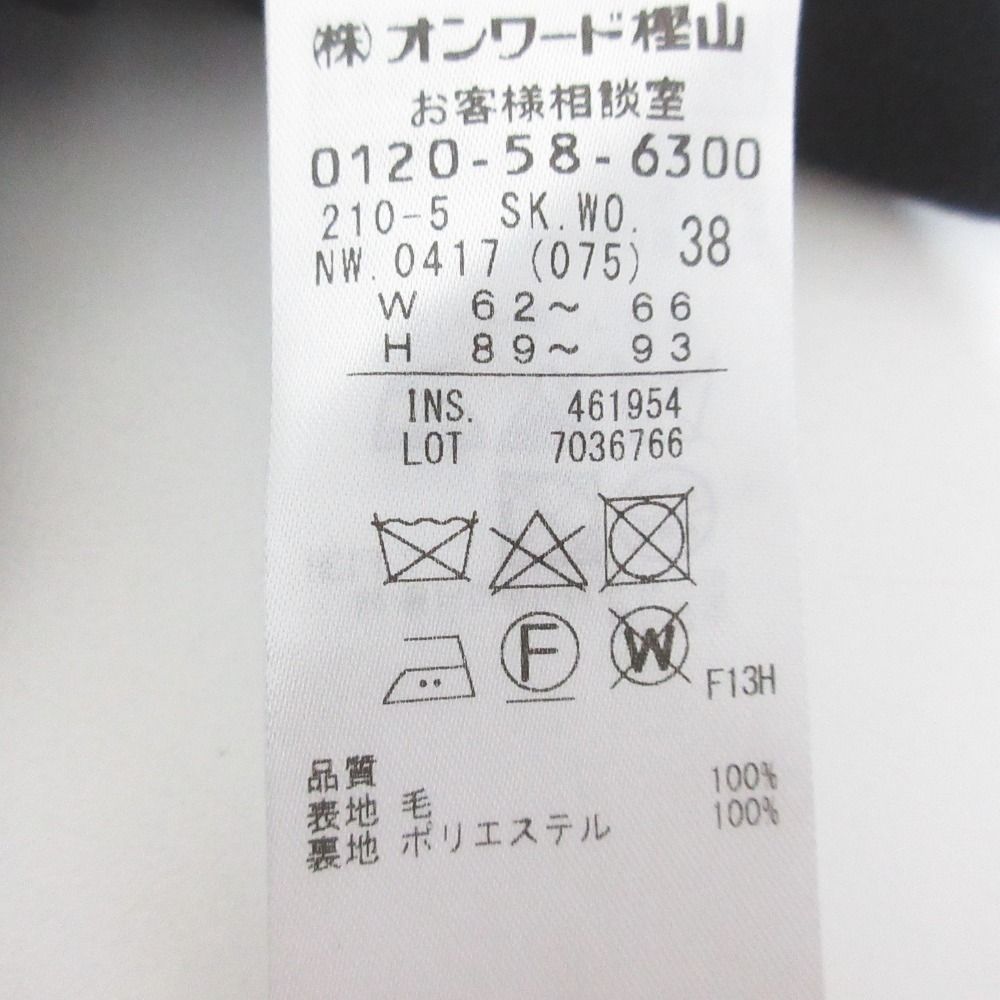 (株)オンワード樫山
お客様相談室
0120-58-6300
210-5 SK.WO. 38
NW.0417 (075)
W 62〜 66
H 89〜 93
INS. 461954
LOT 7036766
F W F13H
品質
表地 毛 100%
裏地 ポリエステル 100%